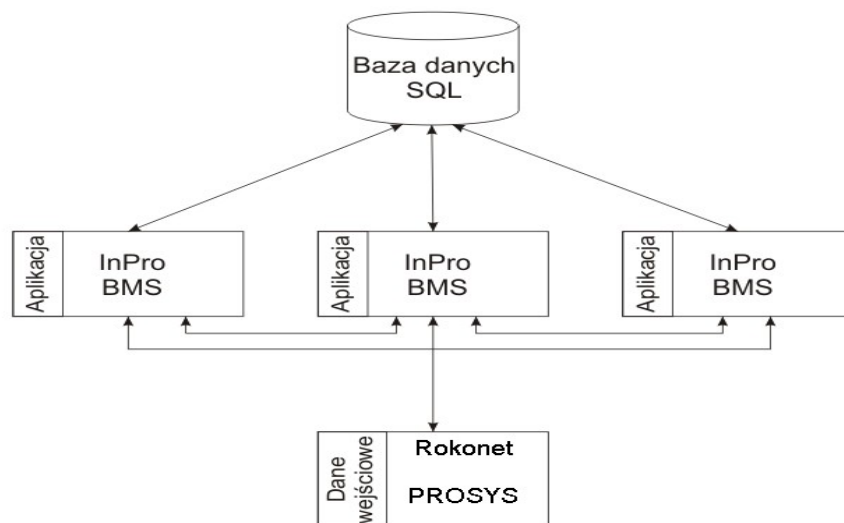 Baza danych
SQL
Aplikacja
InPro
BMS
Aplikacja
InPro
BMS
Aplikacja
InPro
BMS
Dane
wejściowe
Rokonet
PROSYS